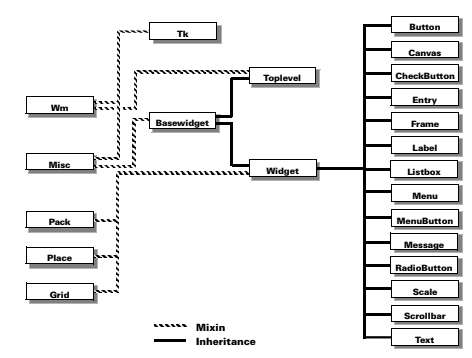 Tk
Wm
Misc
Pack
Place
Grid
Basewidget
Toplevel
Widget
Button
Canvas
CheckButton
Entry
Frame
Label
Listbox
Menu
MenuButton
Message
RadioButton
Scale
Scrollbar
Text
Mixin
Inheritance